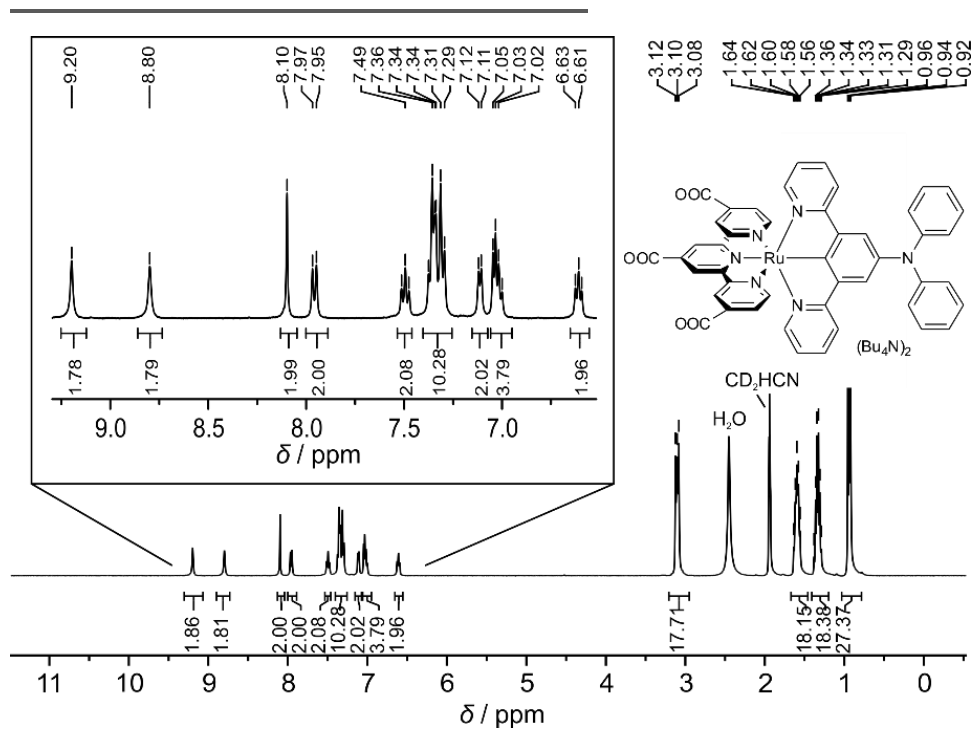 9.20 8.80 8.10 7.97 7.95 7.49 7.36 7.34 7.34 7.31 7.29 7.12 7.11 7.05 7.03 7.02 6.63 6.61
3.12 3.10 3.08 1.64 1.62 1.60 1.58 1.56 1.36 1.34 1.33 1.31 1.29 0.96 0.94 0.92
1.78 1.79 1.99 2.00 2.08 10.28 2.02 3.79 1.96
9.0 8.5 8.0 7.5 7.0
δ / ppm
OOC
N
N
N
OOC
N
Ru
N
N
OOC
N
(Bu₄N)₂
CD₂HCN
H₂O
1.86 1.81 2.00 2.00 2.08 10.28 2.02 3.79 1.96 17.71 18.15 18.38 27.37
11 10 9 8 7 6 5 4 3 2 1 0
δ / ppm